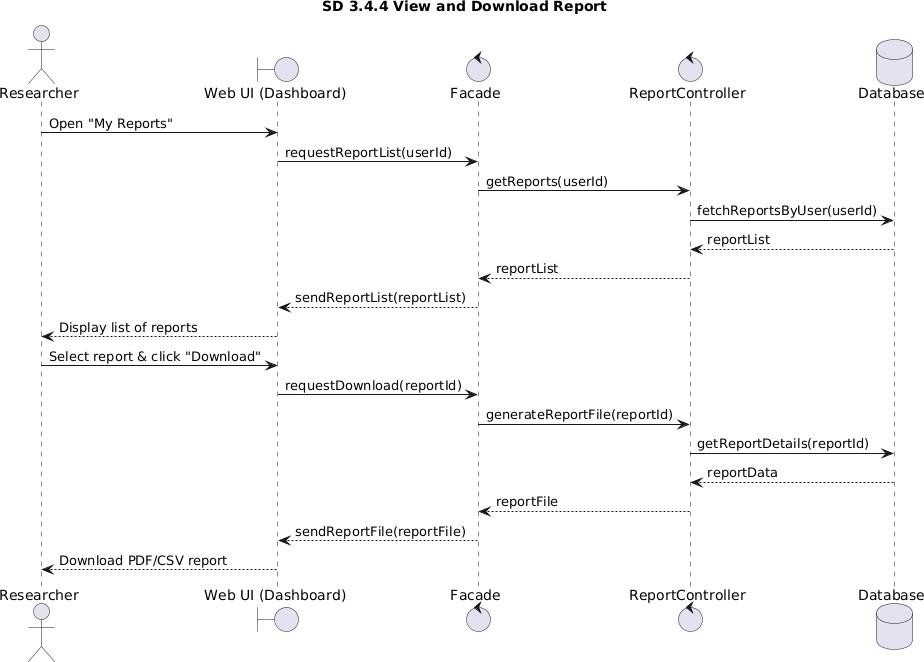 SD 3.4.4 View and Download Report
Researcher
Web UI (Dashboard)
Facade
ReportController
Database
Open "My Reports"
requestReportList(userId)
getReports(userId)
fetchReportsByUser(userId)
reportList
reportList
sendReportList(reportList)
Display list of reports
Select report & click "Download"
requestDownload(reportId)
generateReportFile(reportId)
getReportDetails(reportId)
reportData
reportFile
sendReportFile(reportFile)
Download PDF/CSV report
Researcher
Web UI (Dashboard)
Facade
ReportController
Database